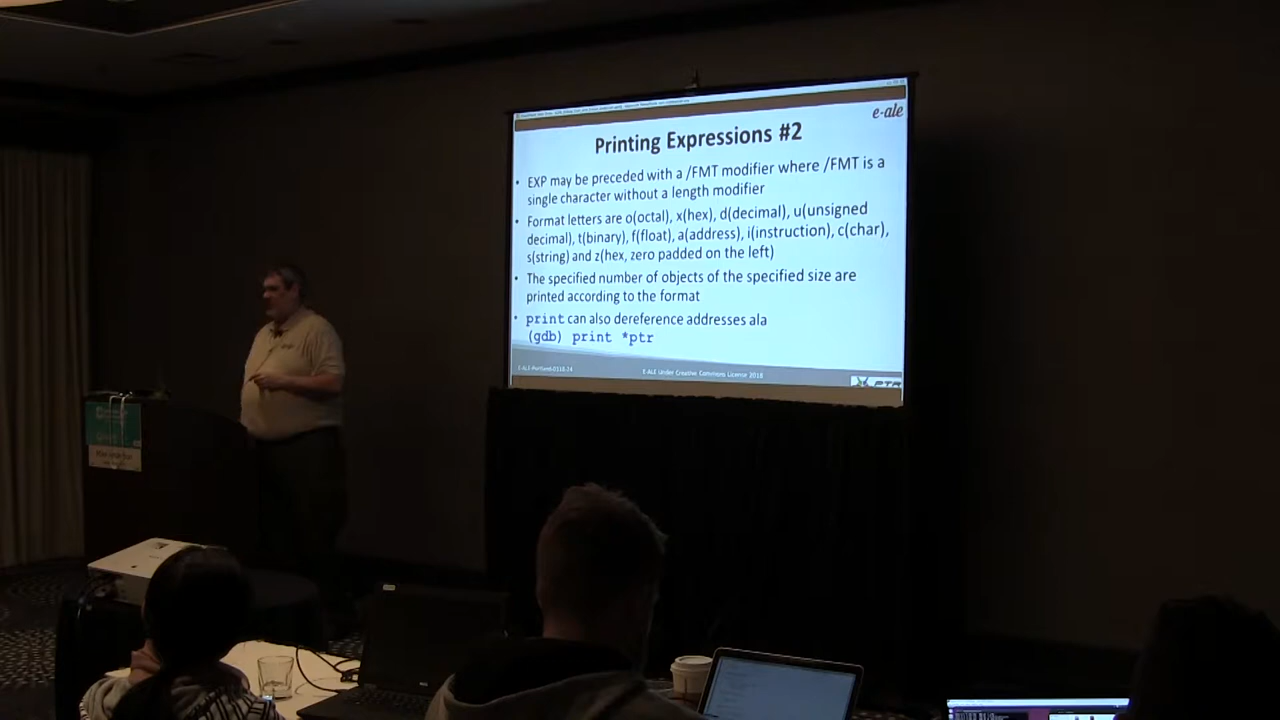 e-ale
Printing Expressions #2
• EXP may be preceded with a /FMT modifier where /FMT is a
single character without a length modifier
• Format letters are o(octal), x(hex), d(decimal), u(unsigned
decimal), t(binary), f(float), a(address), i(instruction), c(char),
s(string) and z(hex, zero padded on the left)
• The specified number of objects of the specified size are
printed according to the format
• print can also dereference addresses ala
(gdb) print *ptr
E-ALE under Creative Commons Licence 2018